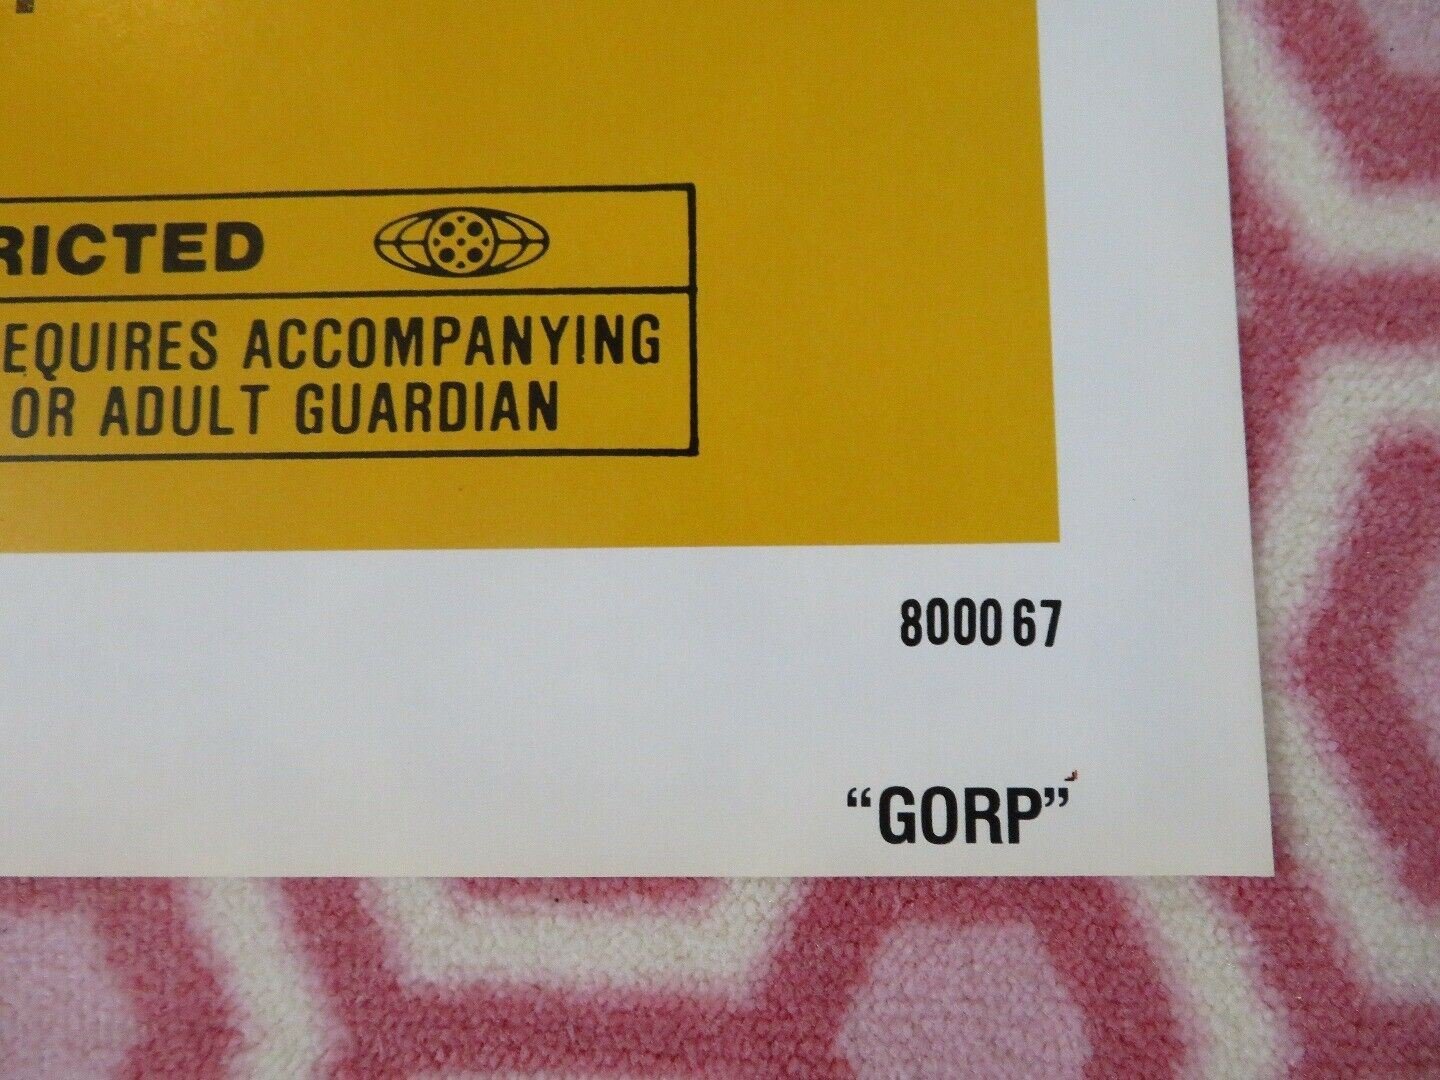 RICTED
EQUIRES ACCOMPANYING
OR ADULT GUARDIAN
8000 67
“GORP”